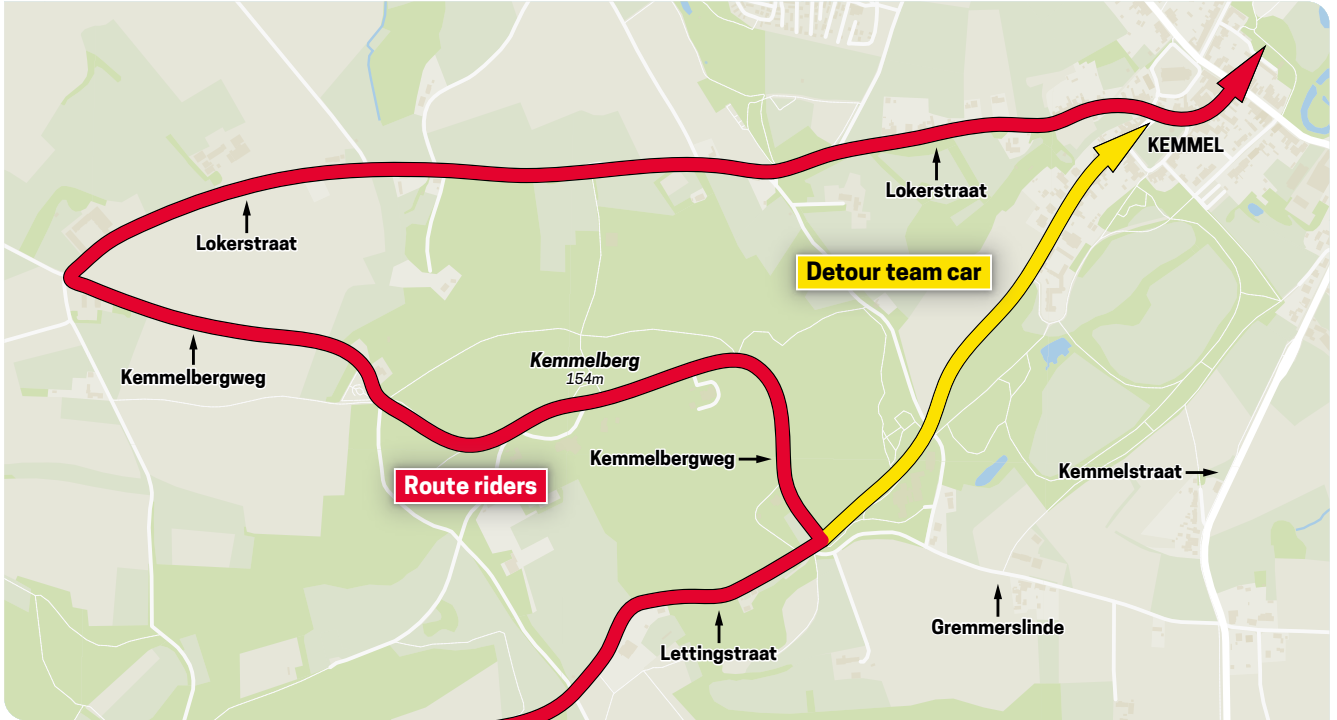 KEMMEL
Lokerstraat
Lokerstraat
Detour team car
Kemmelberg
154m
Kemmelbergweg
Kemmelbergweg
Kemmelstraat
Route riders
Gremmerslinde
Lettingstraat